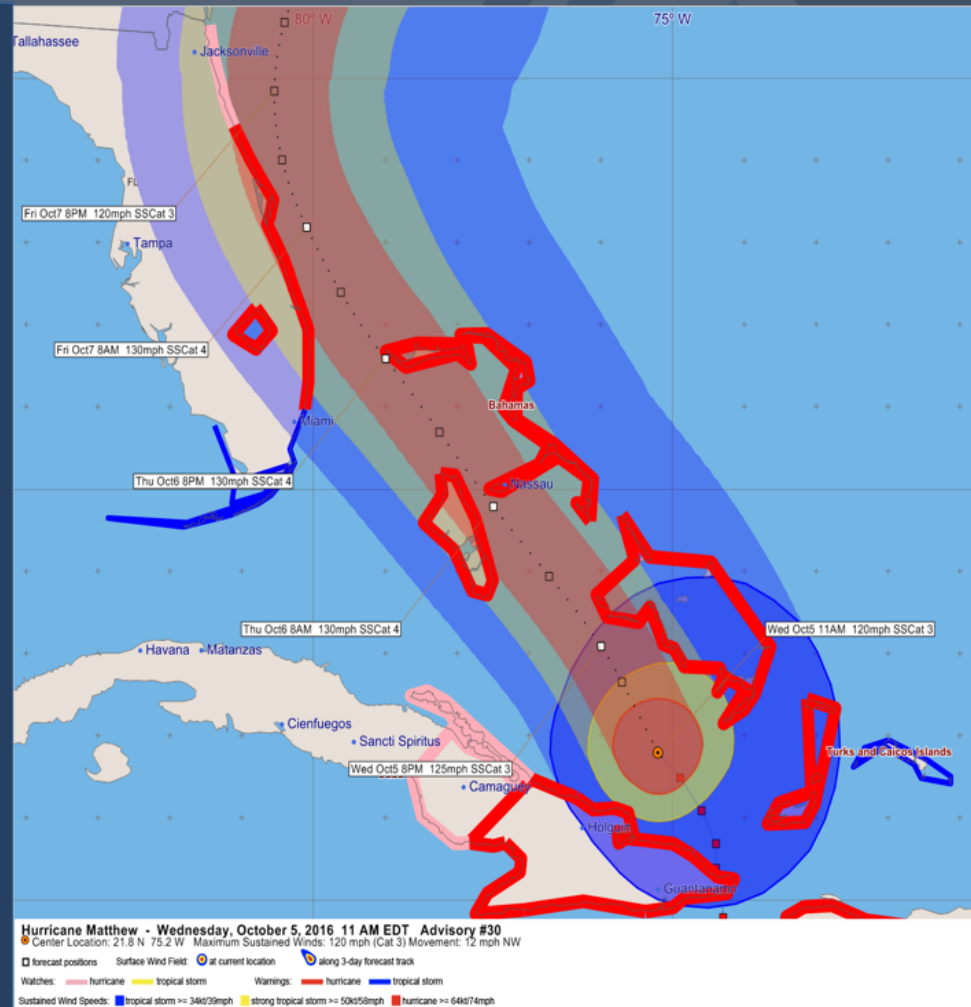 80° W
75° W
Tallahassee
Jacksonville
FL
Fri Oct7 8PM 120mph SSCat 3
Tampa
Fri Oct7 8AM 130mph SSCat 4
Bahamas
Miami
Thu Oct6 8PM 130mph SSCat 4
Nassau
Thu Oct6 8AM 130mph SSCat 4
Wed Oct5 11AM 120mph SSCat 3
Havana
Matanzas
Cienfuegos
Sancti Spiritus
Turks and Caicos Islands
Wed Oct5 8PM 125mph SSCat 3
Camaguey
Holguin
Guantanamo
Hurricane Matthew - Wednesday, October 5, 2016 11 AM EDT Advisory #30
Center Location: 21.8 N 75.2 W Maximum Sustained Winds: 120 mph (Cat 3) Movement: 12 mph NW
forecast positions Surface Wind Field: at current location along 3-day forecast track
Watches: hurricane tropical storm Warnings: hurricane tropical storm
Sustained Wind Speeds: tropical storm >= 34kt/39mph strong tropical storm >= 50kt/58mph hurricane >= 64kt/74mph